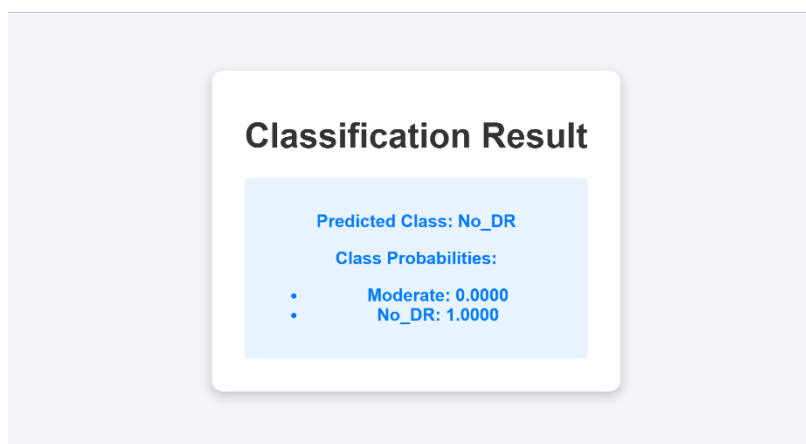 Classification Result
Predicted Class: No_DR
Class Probabilities:
• Moderate: 0.0000
• No_DR: 1.0000